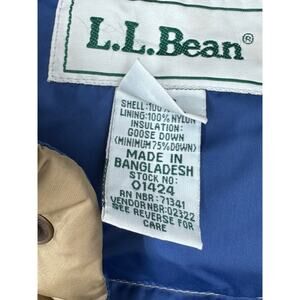 L.L.Bean®
SHELL: 100%
LINING: 100% NYLON
INSULATION:
GOOSE DOWN
(MINIMUM 75% DOWN)
MADE IN
BANGLADESH
STOCK NO:
01424
RN NBR: 71341
VENDOR NBR: 02322
SEE REVERSE FOR
CARE